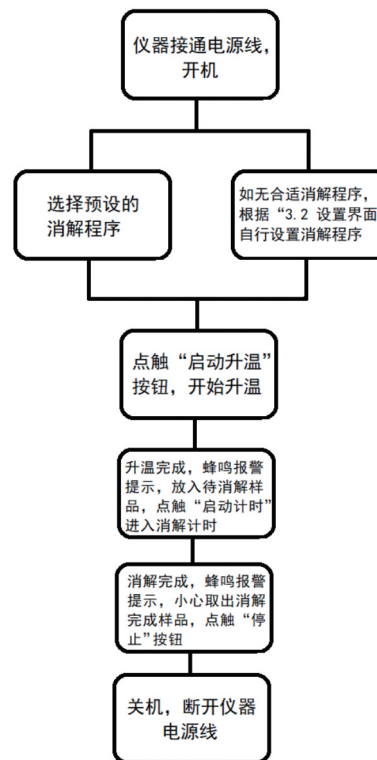 仪器接通电源线，
开机
选择预设的
消解程序
如无合适消解程序，
根据“3.2 设置界面
自行设置消解程序
点触“启动升温”
按钮，开始升温
升温完成，蜂鸣报警
提示，放入待消解样
品，点触“启动计时”
进入消解计时
消解完成，蜂鸣报警
提示，小心取出消解
完成样品，点触“停
止”按钮
关机，断开仪器
电源线